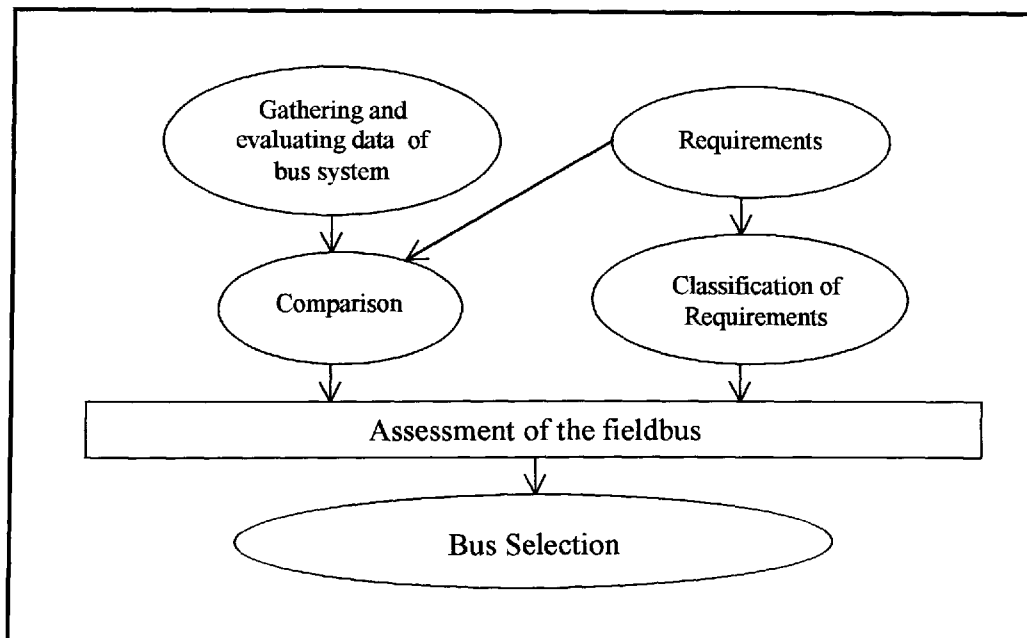 Gathering and
evaluating data of
bus system
Requirements
Comparison
Classification of
Requirements
Assessment of the fieldbus
Bus Selection